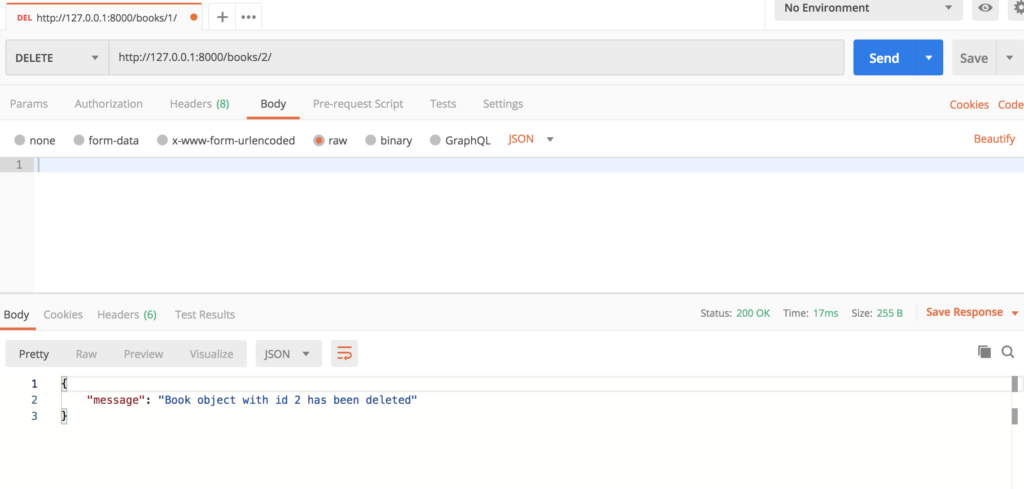 DEL http://127.0.0.1:8000/books/1/ + ••• No Environment
DELETE http://127.0.0.1:8000/books/2/ Send Save
Params Authorization Headers (8) Body Pre-request Script Tests Settings Cookies Code
none form-data x-www-form-urlencoded raw binary GraphQL JSON Beautify
1
Body Cookies Headers (6) Test Results Status: 200 OK Time: 17ms Size: 255 B Save Response
Pretty Raw Preview Visualize JSON
1 {
2 "message": "Book object with id 2 has been deleted"
3 }